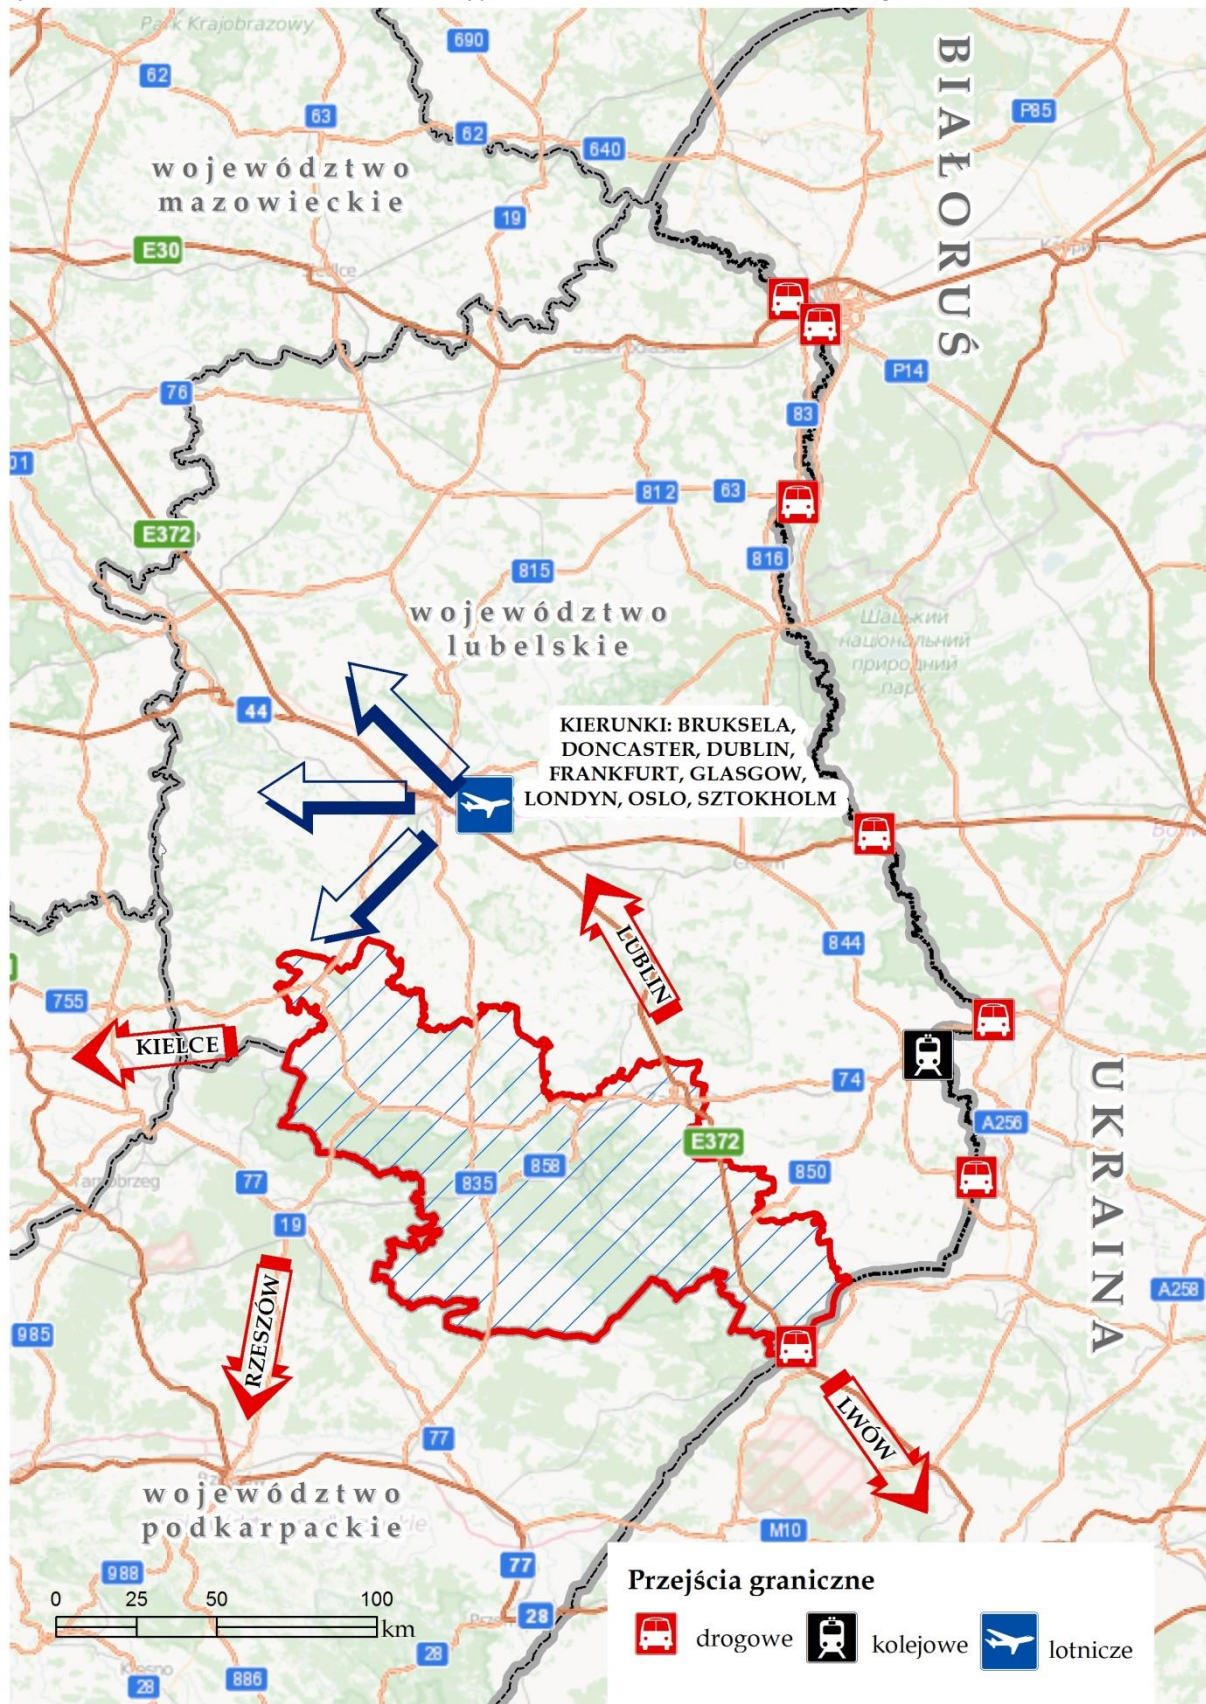 Park Krajobrazowy
690
62
63
P85
62
640
województwo
mazowieckie
19
BIAŁORUŚ
E30
P14
76
83
01
812
63
E372
816
815
województwo
lubelskie
Шацький
національний
природний
парк
44
KIERUNKI: BRUKSELA,
DONCASTER, DUBLIN,
FRANKFURT, GLASGOW,
LONDYN, OSLO, SZTOKHOLM
LUBLIN
844
755
KIELCE
74
UKRAINA
A256
E372
858
850
77
835
19
A258
985
RZESZÓW
LWÓW
77
województwo
podkarpackie
M10
988
77
Przejścia graniczne
0 25 50 100
km
28
drogowe
kolejowe
lotnicze
28
28
886